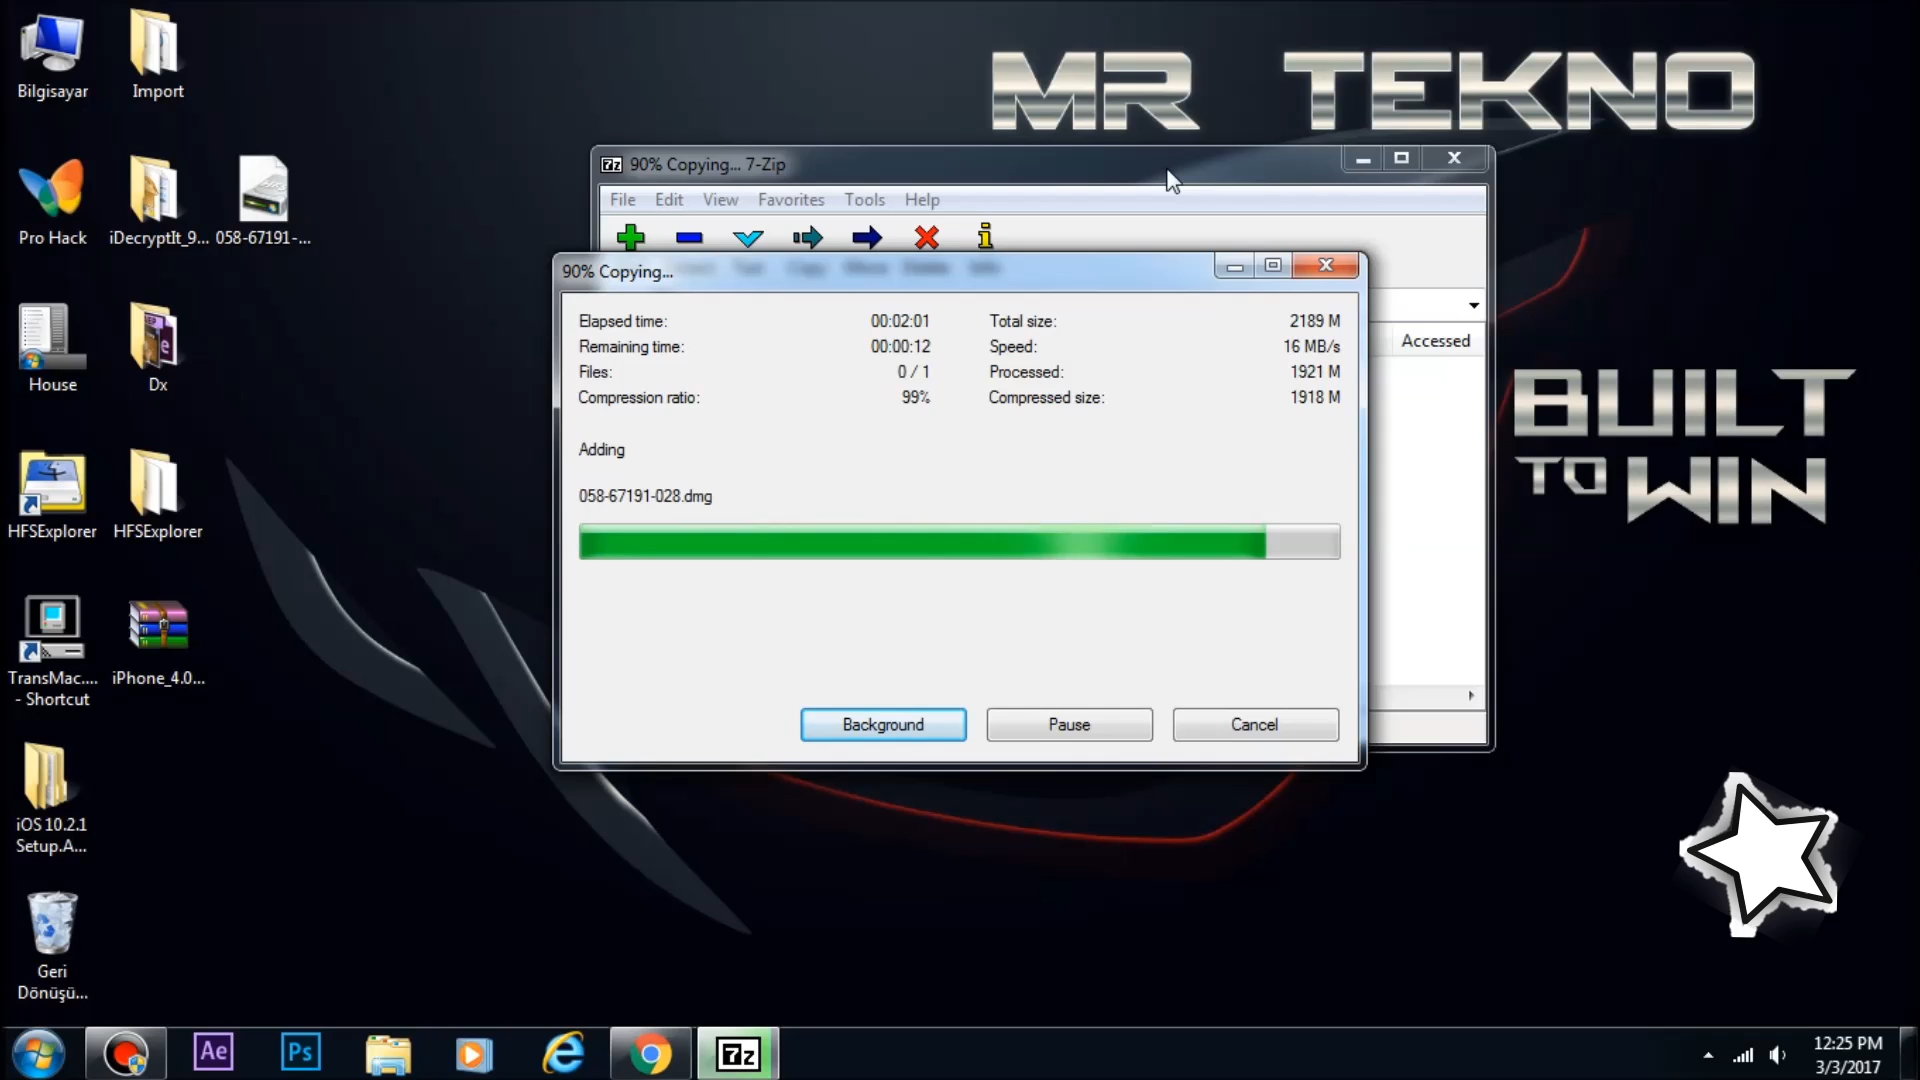 Bilgisayar
Import
Pro Hack
iDecryptIt_9...
058-67191-...
House
Dx
HFSExplorer
HFSExplorer
TransMac....
- Shortcut
iPhone_4.0...
iOS 10.2.1
Setup.A...
Geri
Dönüşü...
MR TEKNO
BUILT
TO WIN
7z 90% Copying... 7-Zip
File Edit View Favorites Tools Help
Accessed
90% Copying...
Elapsed time: 00:02:01 Total size: 2189 M
Remaining time: 00:00:12 Speed: 16 MB/s
Files: 0 / 1 Processed: 1921 M
Compression ratio: 99% Compressed size: 1918 M
Adding
058-67191-028.dmg
Background Pause Cancel
Ae Ps 7z
12:25 PM
3/3/2017